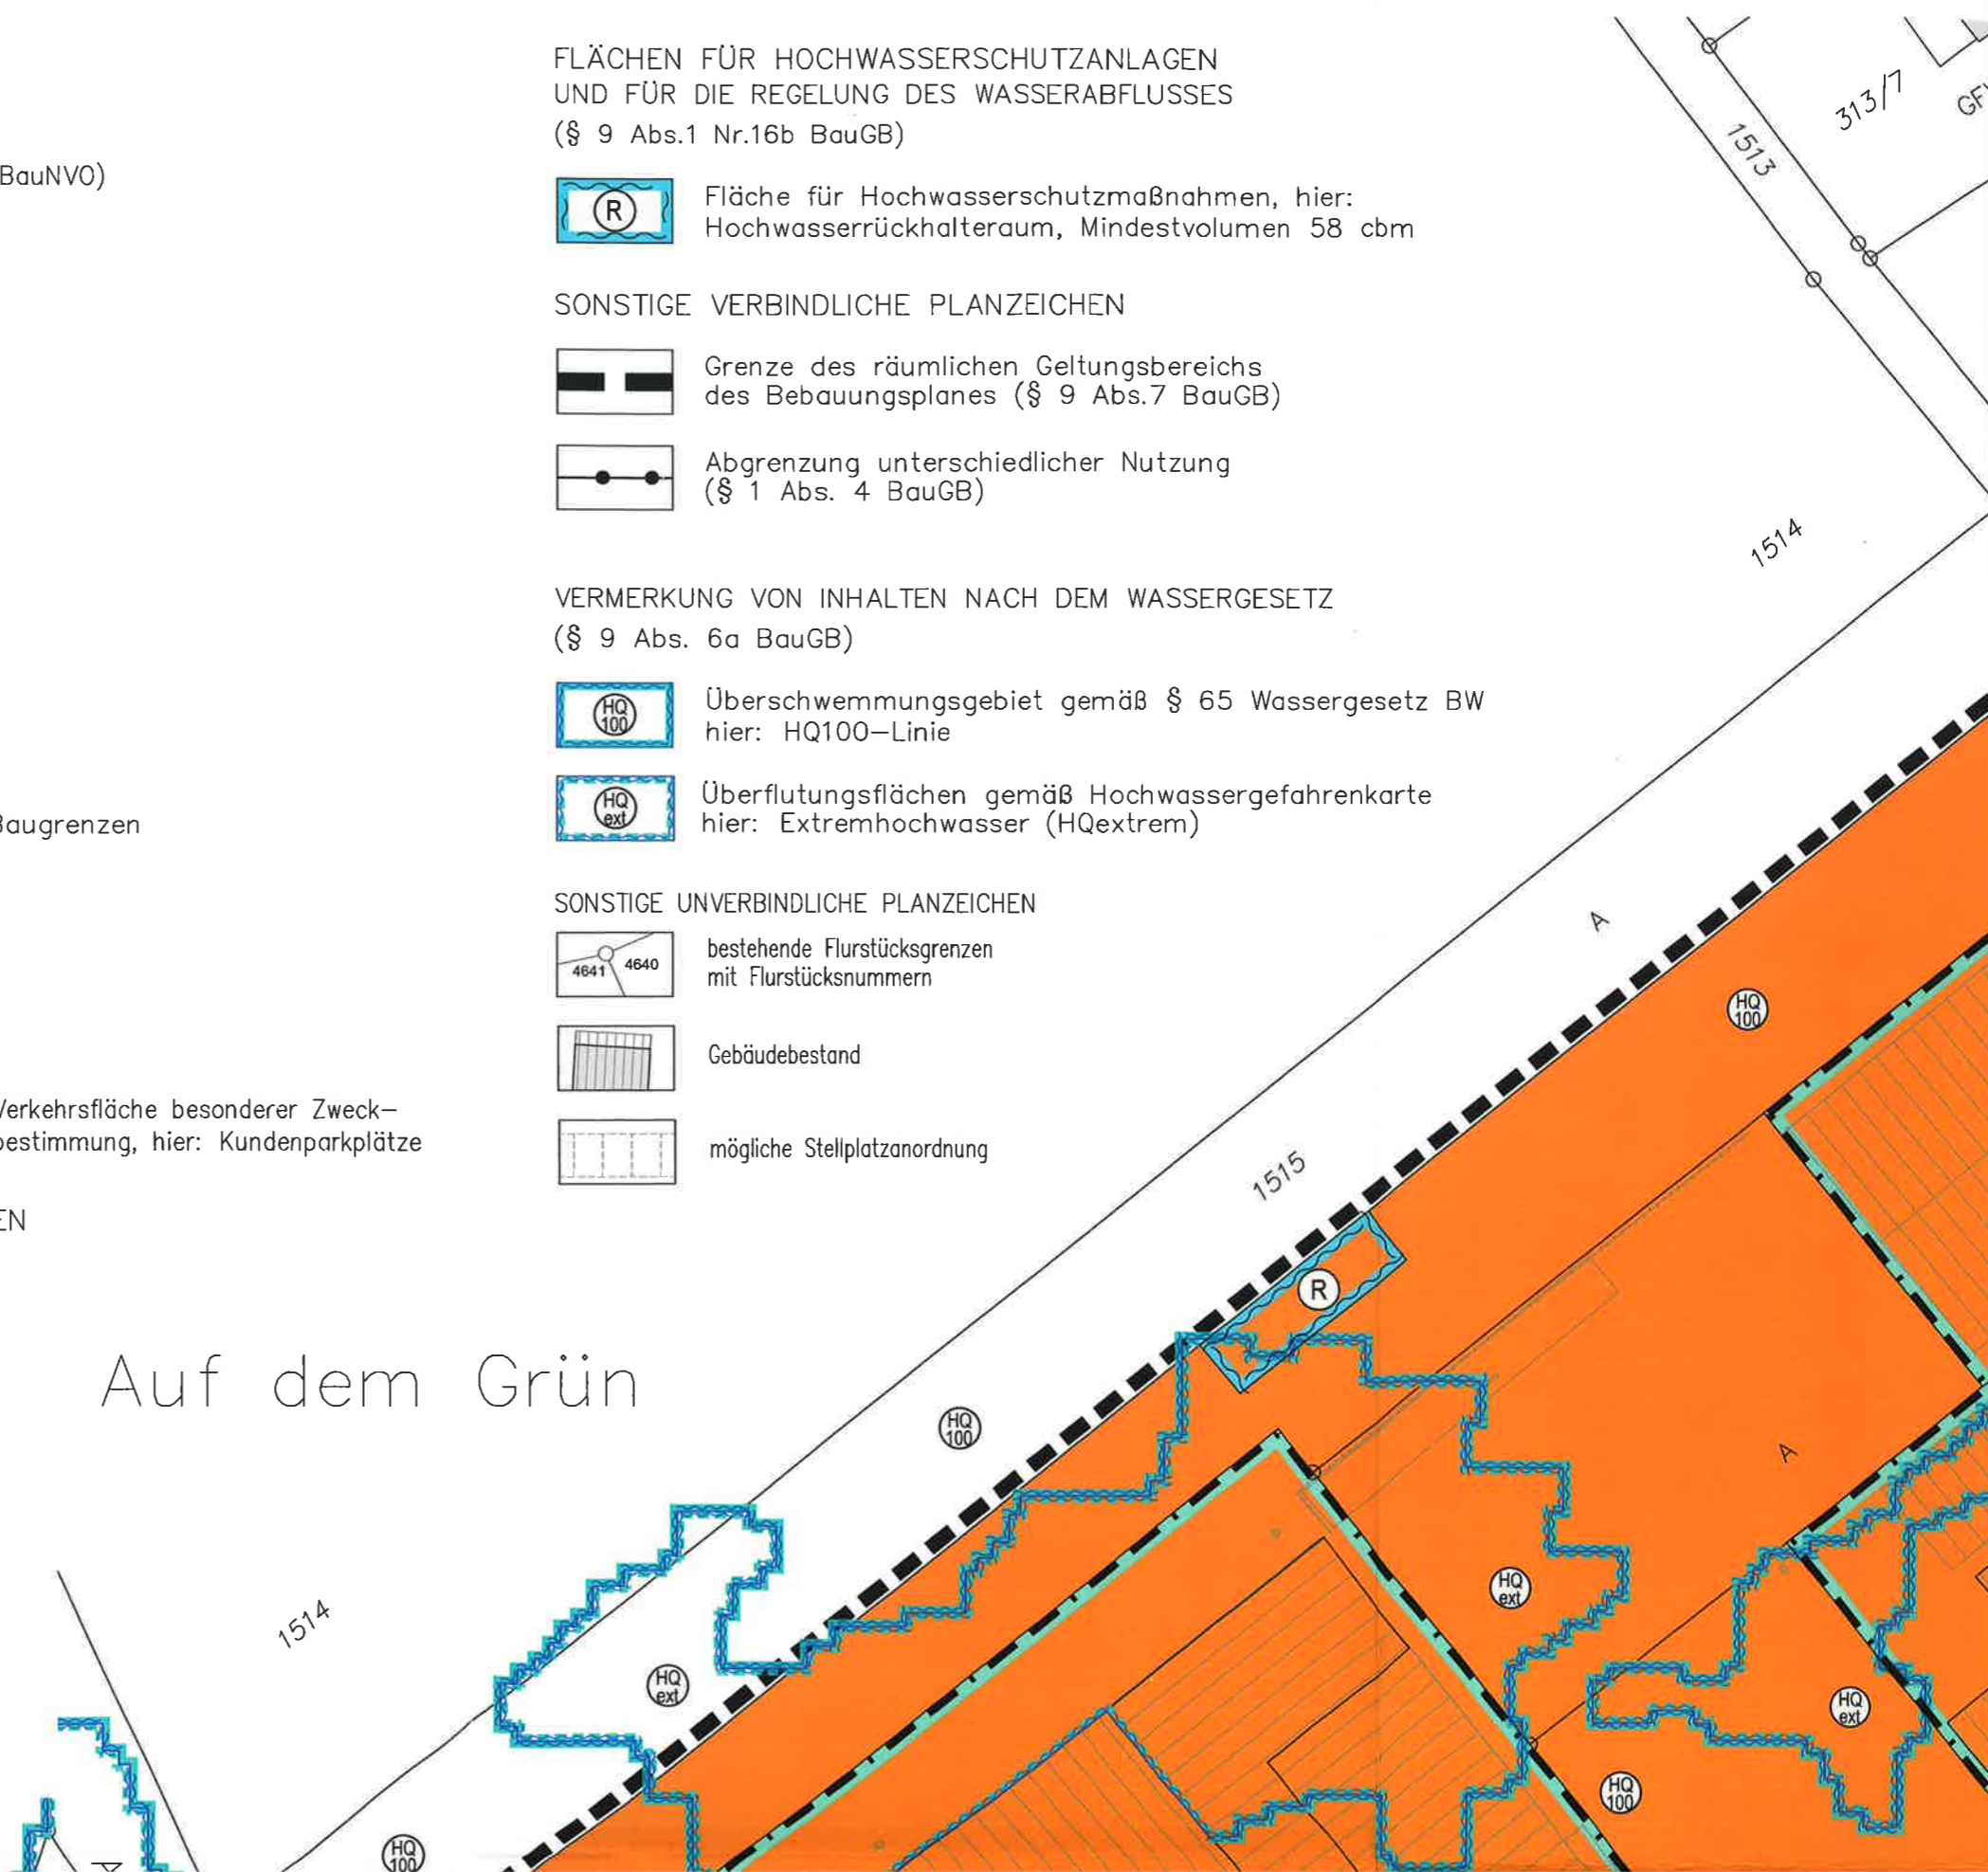 BauNVO)
Baugrenzen
Verkehrsfläche besonderer Zweck–
bestimmung, hier: Kundenparkplätze
EN
FLÄCHEN FÜR HOCHWASSERSCHUTZANLAGEN
UND FÜR DIE REGELUNG DES WASSERABFLUSSES
(§ 9 Abs.1 Nr.16b BauGB)
R
Fläche für Hochwasserschutzmaßnahmen, hier:
Hochwasserrückhalteraum, Mindestvolumen 58 cbm
SONSTIGE VERBINDLICHE PLANZEICHEN
Grenze des räumlichen Geltungsbereichs
des Bebauungsplanes (§ 9 Abs.7 BauGB)
Abgrenzung unterschiedlicher Nutzung
(§ 1 Abs. 4 BauGB)
VERMERKUNG VON INHALTEN NACH DEM WASSERGESETZ
(§ 9 Abs. 6a BauGB)
HQ
100
Überschwemmungsgebiet gemäß § 65 Wassergesetz BW
hier: HQ100–Linie
HQ
ext
Überflutungsflächen gemäß Hochwassergefahrenkarte
hier: Extremhochwasser (HQextrem)
SONSTIGE UNVERBINDLICHE PLANZEICHEN
4641
4640
bestehende Flurstücksgrenzen
mit Flurstücksnummern
Gebäudebestand
mögliche Stellplatzanordnung
313/7
1513
1514
A
HQ
100
1515
R
Auf dem Grün
HQ
100
A
HQ
ext
1514
HQ
ext
HQ
ext
HQ
100
HQ
100